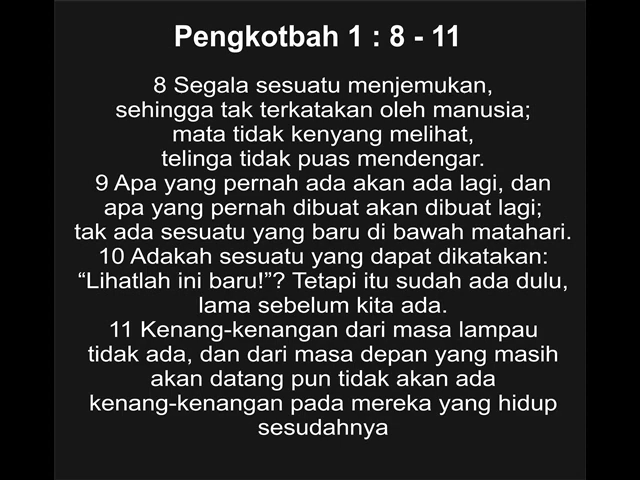 Pengkotbah 1 : 8 - 11
8 Segala sesuatu menjemukan,
sehingga tak terkatakan oleh manusia;
mata tidak kenyang melihat,
telinga tidak puas mendengar.
9 Apa yang pernah ada akan ada lagi, dan
apa yang pernah dibuat akan dibuat lagi;
tak ada sesuatu yang baru di bawah matahari.
10 Adakah sesuatu yang dapat dikatakan:
“Lihatlah ini baru!”? Tetapi itu sudah ada dulu,
lama sebelum kita ada.
11 Kenang-kenangan dari masa lampau
tidak ada, dan dari masa depan yang masih
akan datang pun tidak akan ada
kenang-kenangan pada mereka yang hidup
sesudahnya